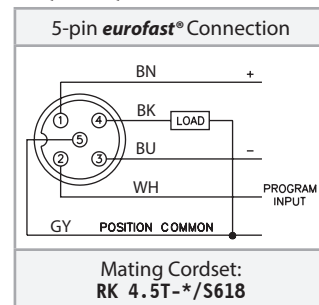 5-pin eurofast® Connection
BN +
1 4 BK LOAD
5
2 3 BU –
WH PROGRAM
INPUT
GY POSITION COMMON
Mating Cordset:
RK 4.5T-*/S618